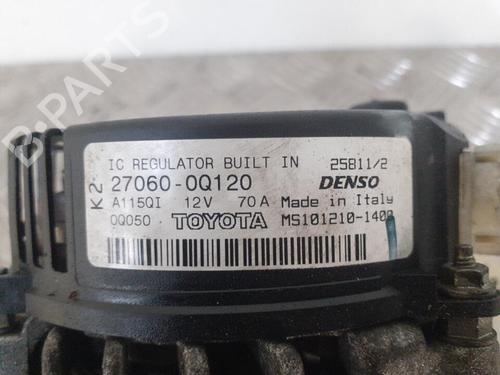 B-PARTS
IC REGULATOR BUILT IN 25B11/2
K2 27060-0Q120 DENSO
A115QI 12V 70A Made in Italy
0Q050 TOYOTA MS101210-1400